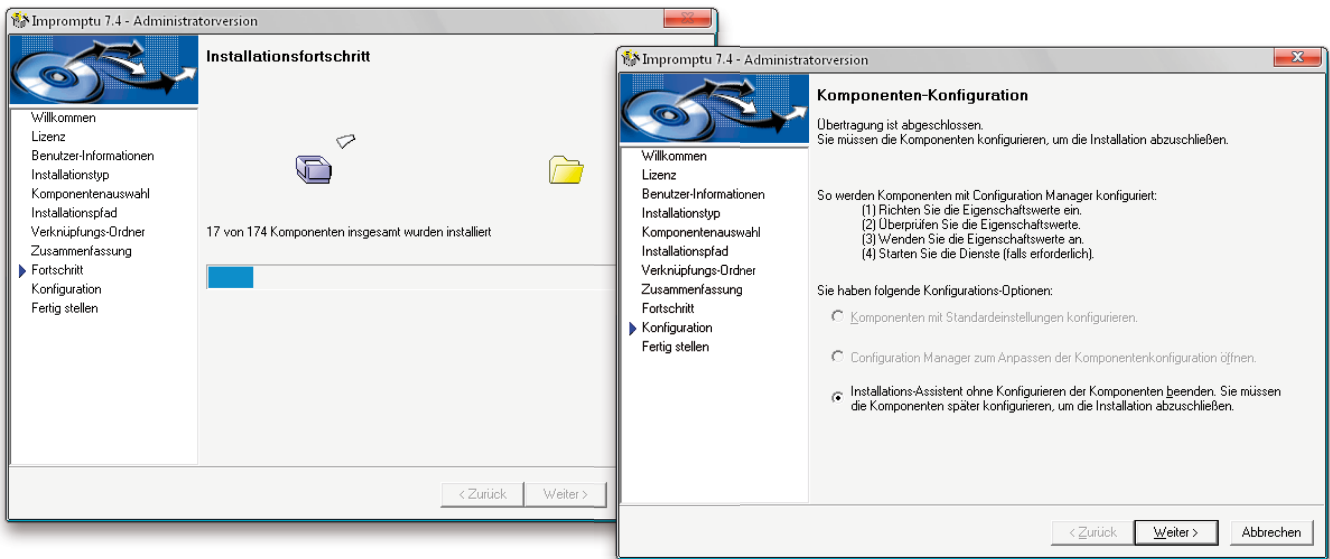 Impromptu 7.4 - Administratorversion
Installationsfortschritt
Willkommen
Lizenz
Benutzer-Informationen
Installationstyp
Komponentenauswahl
Installationspfad
Verknüpfungs-Ordner
Zusammenfassung
Fortschritt
Konfiguration
Fertig stellen
17 von 174 Komponenten insgesamt wurden installiert
< Zurück
Weiter >
Impromptu 7.4 - Administratorversion
Komponenten-Konfiguration
Übertragung ist abgeschlossen.
Sie müssen die Komponenten konfigurieren, um die Installation abzuschließen.
Willkommen
Lizenz
Benutzer-Informationen
Installationstyp
Komponentenauswahl
Installationspfad
Verknüpfungs-Ordner
Zusammenfassung
Fortschritt
Konfiguration
Fertig stellen
So werden Komponenten mit Configuration Manager konfiguriert:
(1) Richten Sie die Eigenschaftswerte ein.
(2) Überprüfen Sie die Eigenschaftswerte.
(3) Wenden Sie die Eigenschaftswerte an.
(4) Starten Sie die Dienste (falls erforderlich).
Sie haben folgende Konfigurations-Optionen:
Komponenten mit Standardeinstellungen konfigurieren.
Configuration Manager zum Anpassen der Komponentenkonfiguration öffnen.
Installations-Assistent ohne Konfigurieren der Komponenten beenden. Sie müssen
die Komponenten später konfigurieren, um die Installation abzuschließen.
< Zurück
Weiter >
Abbrechen